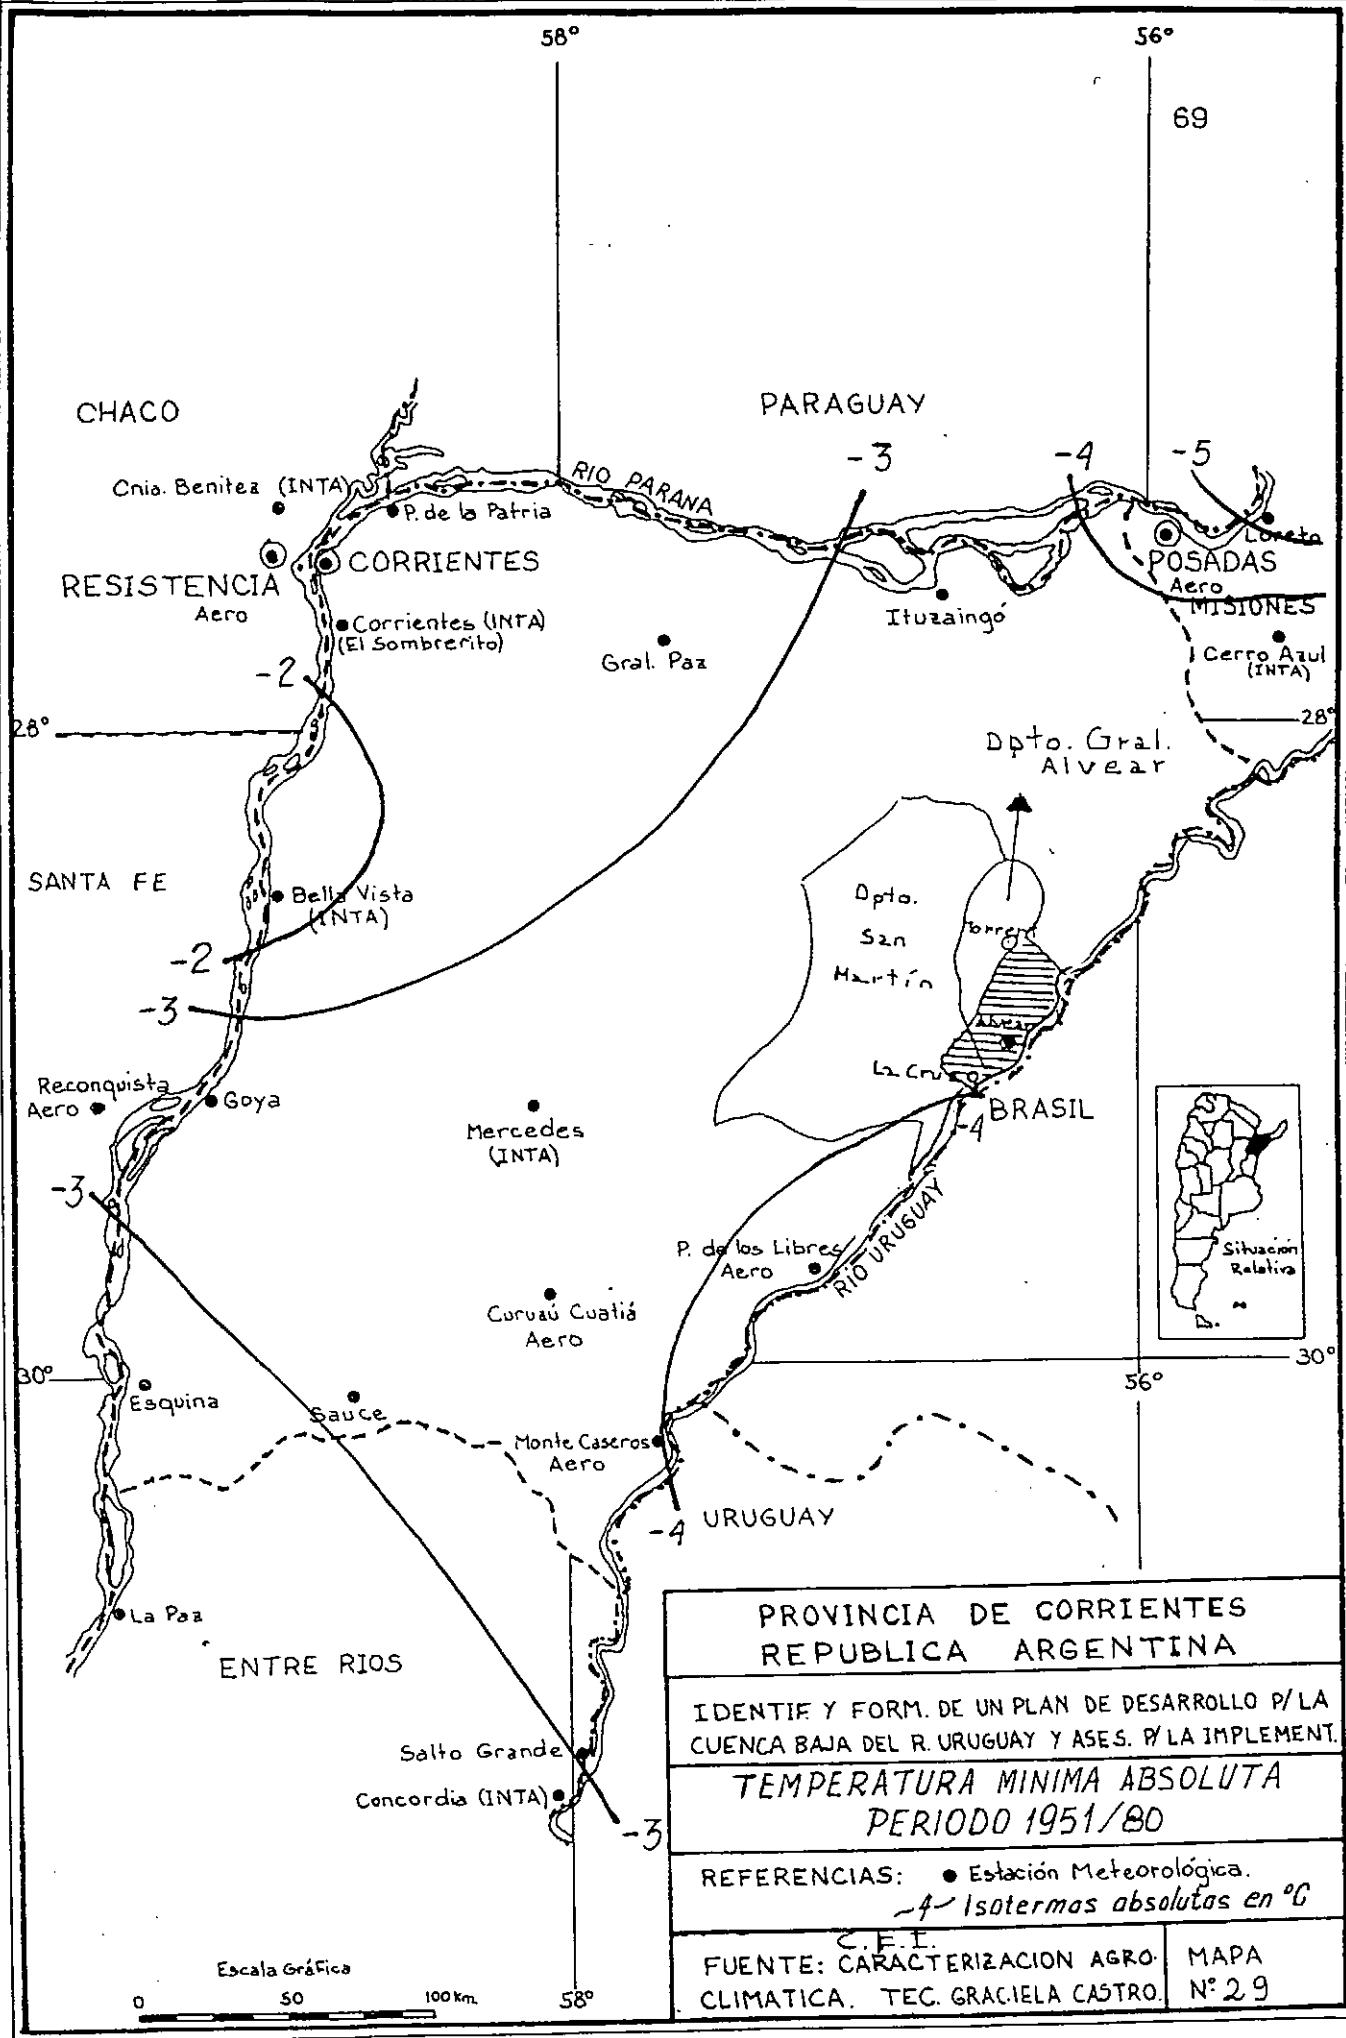 58°
56°
69
CHACO
PARAGUAY
-3
-4
-5
RIO PARANA
Cnia. Benitez (INTA)
P. de la Patria
Loreto
CORRIENTES
POSADAS
Aero
RESISTENCIA
Aero
MISIONES
Ituzaingó
Corrientes (INTA)
(El Sombrerito)
Gral. Paz
Cerro Azul
(INTA)
-2
28°
28°
Dpto. Gral.
Alvear
SANTA FE
Bella Vista
(INTA)
Dpto.
San
Martín
Torrent
-2
-3
Alvear
La Cruz
Reconquista
Aero
Goya
BRASIL
-4
Mercedes
(INTA)
-3
P. de los Libres
Aero
RIO URUGUAY
Situación
Relativa
Curuzú Cuatiá
Aero
30°
30°
56°
Esquina
Sauce
Monte Caseros
Aero
-4
URUGUAY
La Paz
ENTRE RIOS
Salto Grande
Concordia (INTA)
-3
PROVINCIA DE CORRIENTES
REPUBLICA ARGENTINA
IDENTIF. Y FORM. DE UN PLAN DE DESARROLLO P/LA
CUENCA BAJA DEL R. URUGUAY Y ASES. P/LA IMPLEMENT.
TEMPERATURA MINIMA ABSOLUTA
PERIODO 1951/80
REFERENCIAS: ● Estación Meteorológica.
-4- Isotermas absolutas en °C
C.F.I.
FUENTE: CARACTERIZACION AGRO-
CLIMATICA. TEC. GRACIELA CASTRO.
MAPA
N° 29
Escala Gráfica
0 50 100 km.
58°